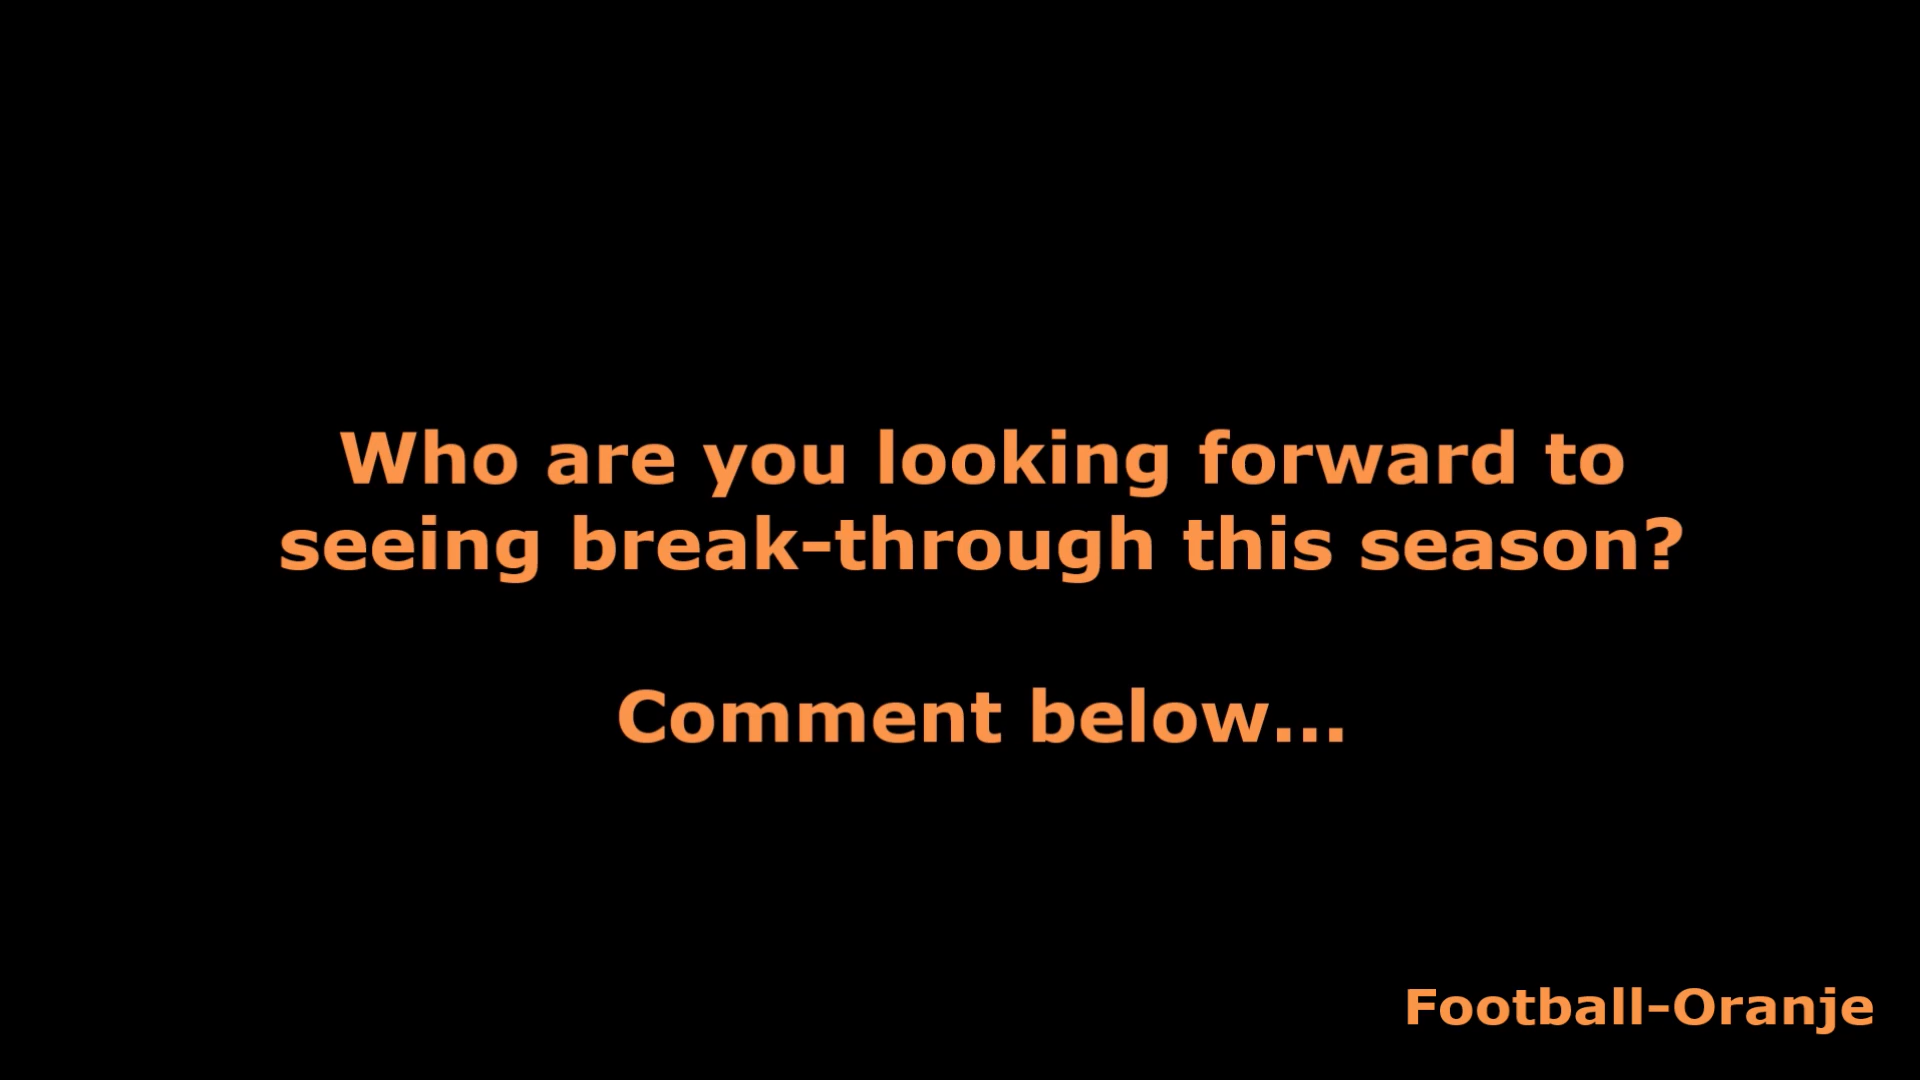 Who are you looking forward to
seeing break-through this season?
Comment below...
Football-Oranje